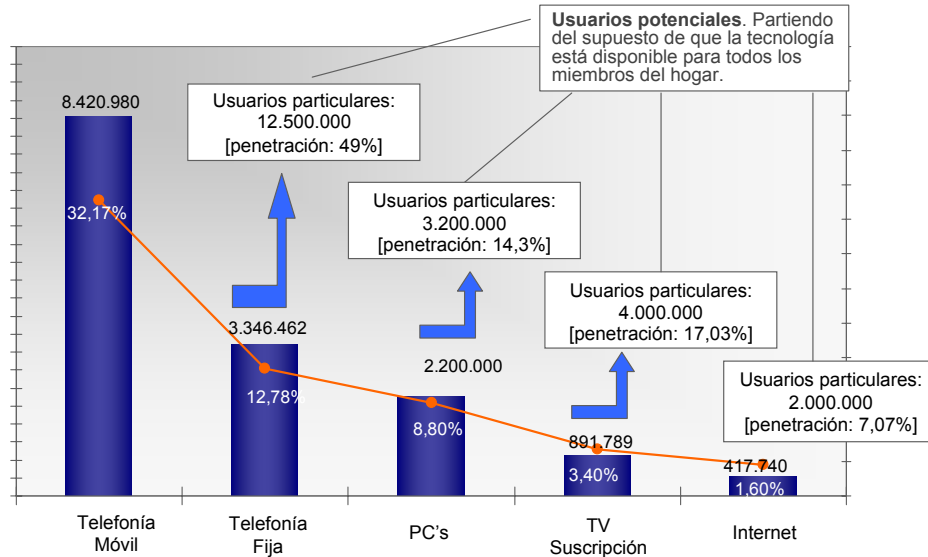 Usuarios potenciales. Partiendo
del supuesto de que la tecnología
está disponible para todos los
miembros del hogar.
8.420.980
Usuarios particulares:
12.500.000
[penetración: 49%]
32,17%
Usuarios particulares:
3.200.000
[penetración: 14,3%]
3.346.462
12,78%
Usuarios particulares:
4.000.000
[penetración: 17,03%]
2.200.000
8,80%
Usuarios particulares:
2.000.000
[penetración: 7,07%]
891.789
3,40%
417.740
1,60%
Telefonía
Móvil
Telefonía
Fija
PC’s
TV
Suscripción
Internet